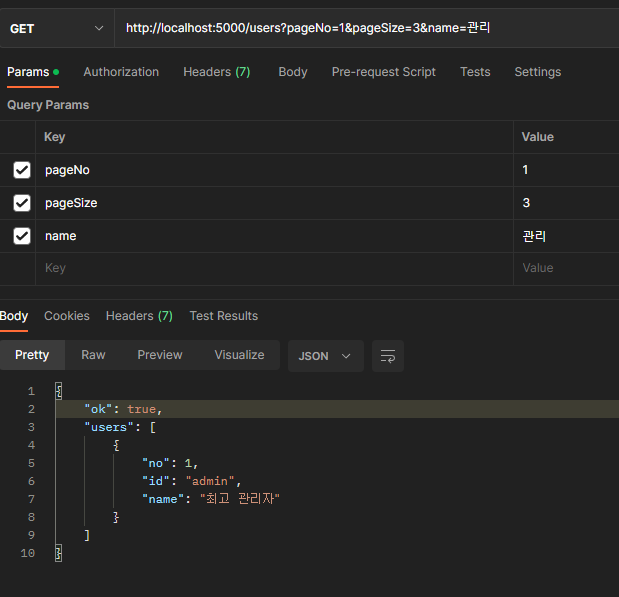 GET http://localhost:5000/users?pageNo=1&pageSize=3&name=관리
Params Authorization Headers (7) Body Pre-request Script Tests Settings
Query Params
Key Value
pageNo 1
pageSize 3
name 관리
Key Value
Body Cookies Headers (7) Test Results
Pretty Raw Preview Visualize JSON
1 {
2 "ok": true,
3 "users": [
4 {
5 "no": 1,
6 "id": "admin",
7 "name": "최고 관리자"
8 }
9 ]
10 }